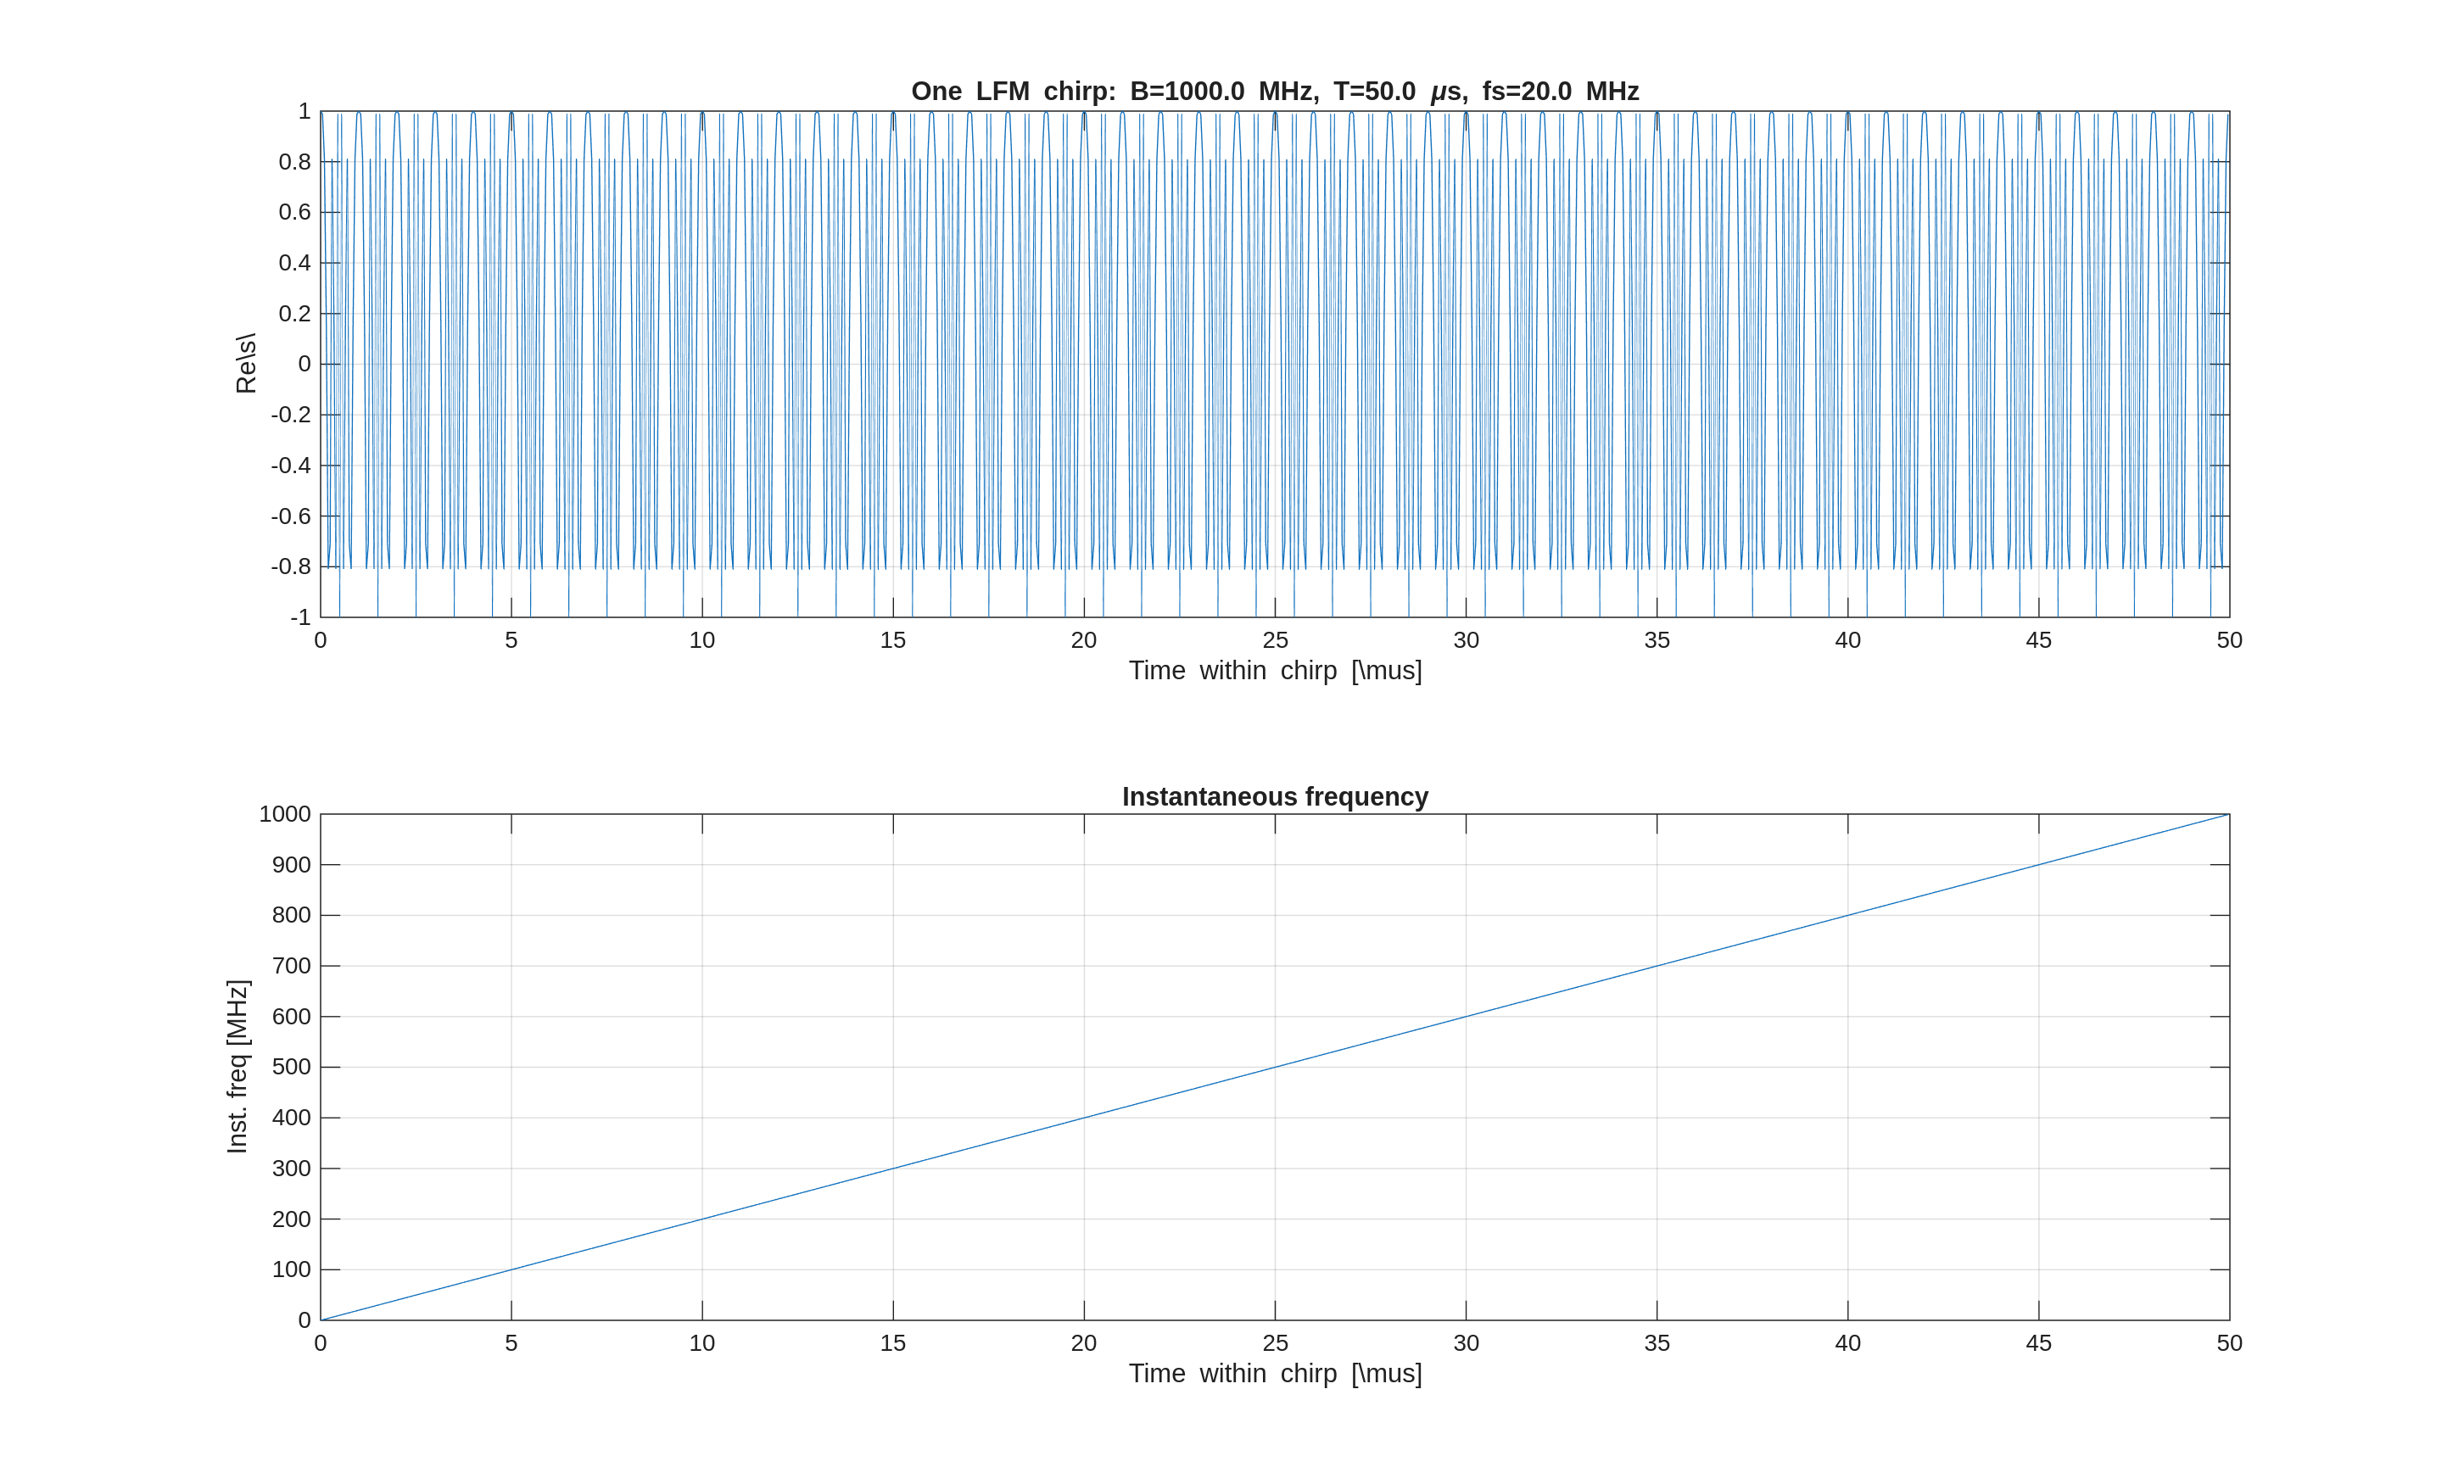 One LFM chirp: B=1000.0 MHz, T=50.0 μs, fs=20.0 MHz
1
0.8
0.6
0.4
0.2
0
-0.2
-0.4
-0.6
-0.8
-1
Re\s\
0 5 10 15 20 25 30 35 40 45 50
Time within chirp [\mus]
Instantaneous frequency
1000
900
800
700
600
500
400
300
200
100
0
Inst. freq [MHz]
0 5 10 15 20 25 30 35 40 45 50
Time within chirp [\mus]